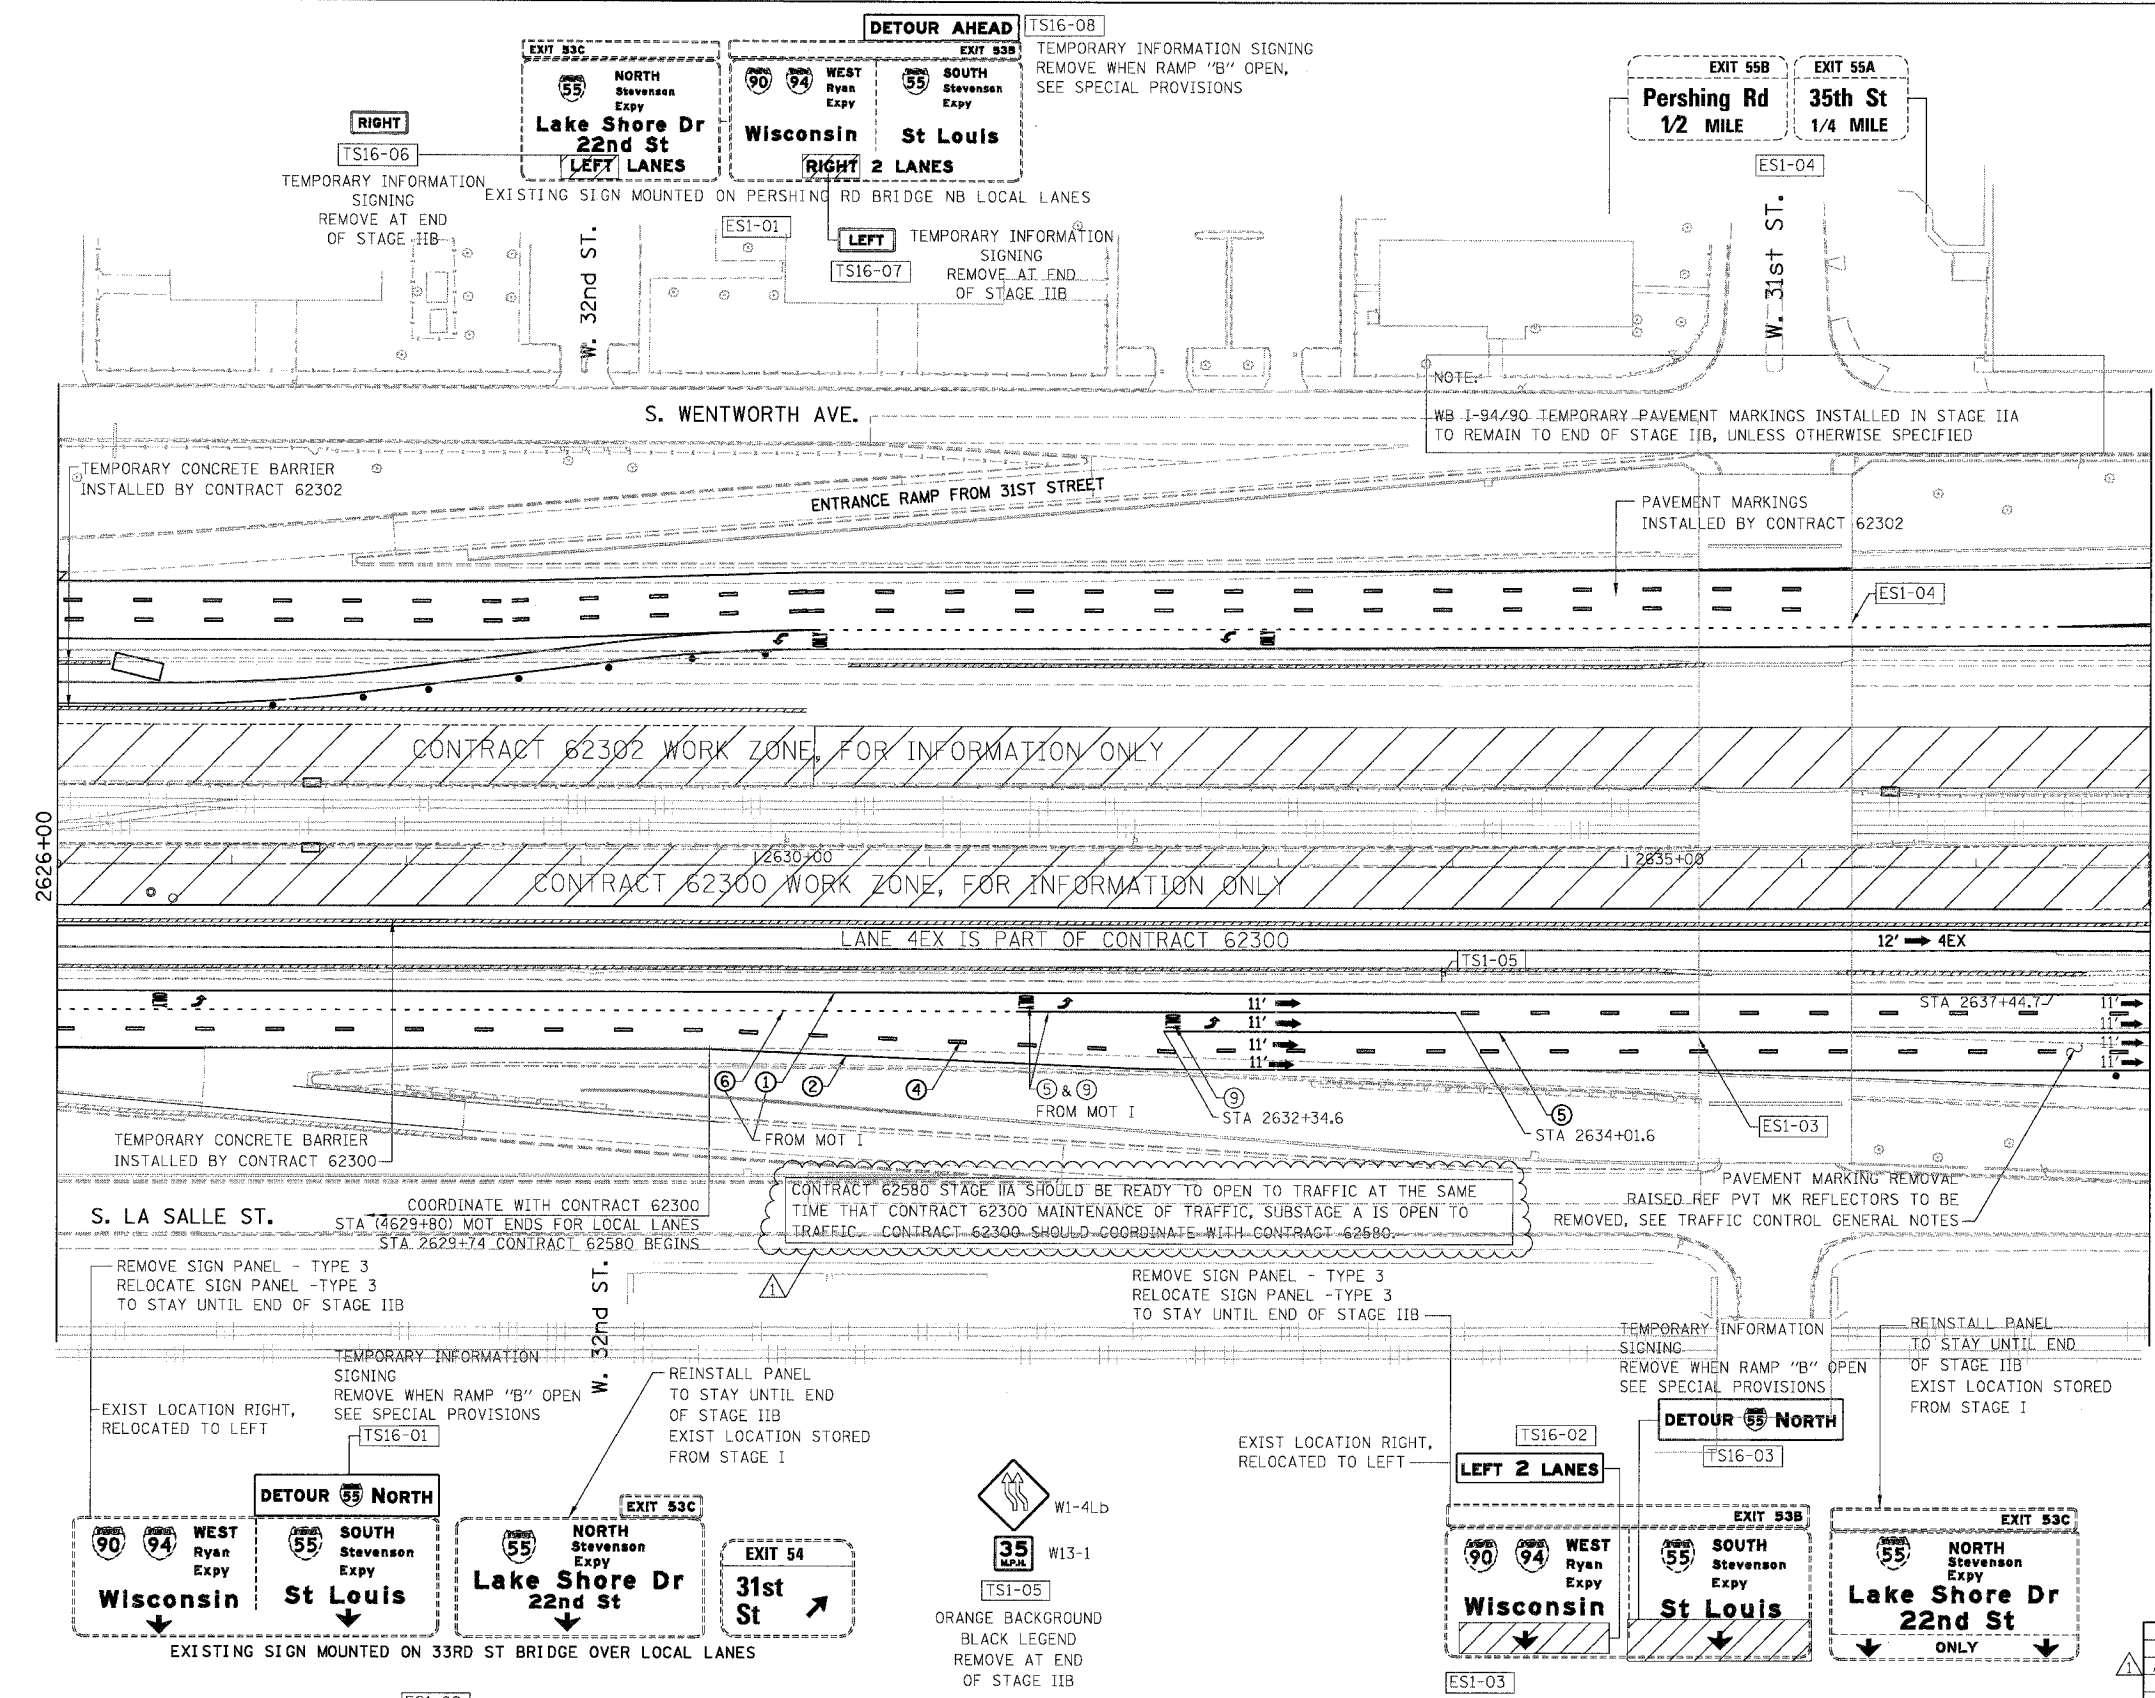 DETOUR AHEAD
TS16-08
TEMPORARY INFORMATION SIGNING
REMOVE WHEN RAMP "B" OPEN,
SEE SPECIAL PROVISIONS
EXIT 53C
55
NORTH
Stevenson
Expy
Lake Shore Dr
22nd St
LEFT LANES
EXIT 53B
90 94
WEST
Ryan
Expy
Wisconsin
55
SOUTH
Stevenson
Expy
St Louis
RIGHT 2 LANES
RIGHT
TS16-06
TEMPORARY INFORMATION
SIGNING
REMOVE AT END
OF STAGE IIB
EXISTING SIGN MOUNTED ON PERSHING RD BRIDGE NB LOCAL LANES
ES1-01
LEFT
TS16-07
TEMPORARY INFORMATION
SIGNING
REMOVE AT END
OF STAGE IIB
EXIT 55B
Pershing Rd
1/2 MILE
EXIT 55A
35th St
1/4 MILE
ES1-04
W. 32nd ST.
W. 31st ST.
NOTE:
WB I-94/90 TEMPORARY PAVEMENT MARKINGS INSTALLED IN STAGE IIA
TO REMAIN TO END OF STAGE IIB, UNLESS OTHERWISE SPECIFIED
S. WENTWORTH AVE.
TEMPORARY CONCRETE BARRIER
INSTALLED BY CONTRACT 62302
ENTRANCE RAMP FROM 31ST STREET
PAVEMENT MARKINGS
INSTALLED BY CONTRACT 62302
ES1-04
CONTRACT 62302 WORK ZONE, FOR INFORMATION ONLY
2626+00
2630+00
2635+00
CONTRACT 62300 WORK ZONE, FOR INFORMATION ONLY
LANE 4EX IS PART OF CONTRACT 62300
12' 4EX
TS1-05
STA 2637+44.7
11'
11'
11'
11'
11'
11'
11'
11'
6
1
2
4
5 & 9
FROM MOT I
9
STA 2632+34.6
5
STA 2634+01.6
ES1-03
FROM MOT I
TEMPORARY CONCRETE BARRIER
INSTALLED BY CONTRACT 62300
S. LA SALLE ST.
COORDINATE WITH CONTRACT 62300
STA (4629+80) MOT ENDS FOR LOCAL LANES
STA 2629+74 CONTRACT 62580 BEGINS
CONTRACT 62580 STAGE IIA SHOULD BE READY TO OPEN TO TRAFFIC AT THE SAME
TIME THAT CONTRACT 62300 MAINTENANCE OF TRAFFIC, SUBSTAGE A IS OPEN TO
TRAFFIC. CONTRACT 62300 SHOULD COORDINATE WITH CONTRACT 62580.
1
PAVEMENT MARKING REMOVAL
RAISED REF PVT MK REFLECTORS TO BE
REMOVED, SEE TRAFFIC CONTROL GENERAL NOTES
REMOVE SIGN PANEL - TYPE 3
RELOCATE SIGN PANEL -TYPE 3
TO STAY UNTIL END OF STAGE IIB
W. 32nd ST.
REMOVE SIGN PANEL - TYPE 3
RELOCATE SIGN PANEL -TYPE 3
TO STAY UNTIL END OF STAGE IIB
EXIST LOCATION RIGHT,
RELOCATED TO LEFT
TEMPORARY INFORMATION
SIGNING
REMOVE WHEN RAMP "B" OPEN
SEE SPECIAL PROVISIONS
TS16-01
REINSTALL PANEL
TO STAY UNTIL END
OF STAGE IIB
EXIST LOCATION STORED
FROM STAGE I
DETOUR 55 NORTH
90 94
WEST
Ryan
Expy
Wisconsin
55
SOUTH
Stevenson
Expy
St Louis
EXIT 53C
55
NORTH
Stevenson
Expy
Lake Shore Dr
22nd St
EXIT 54
31st
St
EXISTING SIGN MOUNTED ON 33RD ST BRIDGE OVER LOCAL LANES
W1-4Lb
35
M.P.H.
W13-1
TS1-05
ORANGE BACKGROUND
BLACK LEGEND
REMOVE AT END
OF STAGE IIB
EXIST LOCATION RIGHT,
RELOCATED TO LEFT
TS16-02
LEFT 2 LANES
TEMPORARY INFORMATION
SIGNING
REMOVE WHEN RAMP "B" OPEN
SEE SPECIAL PROVISIONS
DETOUR 55 NORTH
TS16-03
REINSTALL PANEL
TO STAY UNTIL END
OF STAGE IIB
EXIST LOCATION STORED
FROM STAGE I
EXIT 53B
90 94
WEST
Ryan
Expy
Wisconsin
55
SOUTH
Stevenson
Expy
St Louis
EXIT 53C
55
NORTH
Stevenson
Expy
Lake Shore Dr
22nd St
ONLY
ES1-03
1